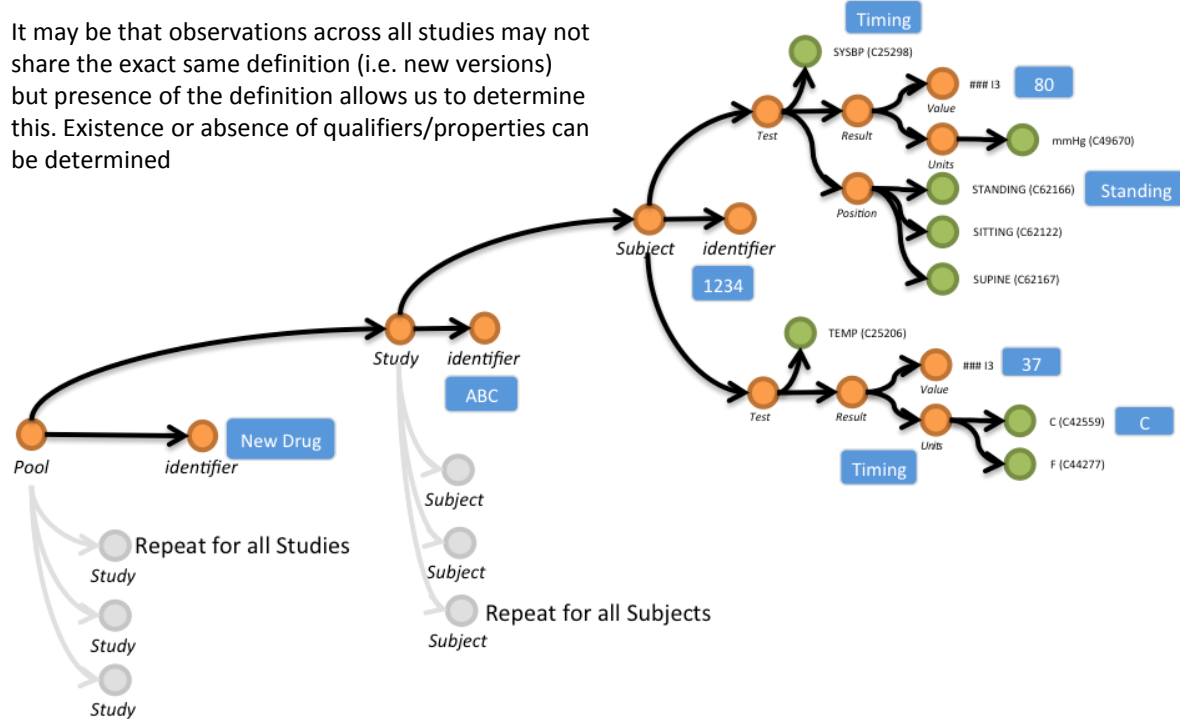 It may be that observations across all studies may not
share the exact same definition (i.e. new versions)
but presence of the definition allows us to determine
this. Existence or absence of qualifiers/properties can
be determined
Timing
SYSBP (C25298)
### I3
80
Value
Test
Result
mmHg (C49670)
Units
STANDING (C62166)
Standing
Position
SITTING (C62122)
SUPINE (C62167)
Subject
identifier
1234
TEMP (C25206)
### I3
37
Value
Test
Result
C (C42559)
C
Units
Timing
F (C44277)
Study
identifier
ABC
New Drug
Pool
identifier
Subject
Repeat for all Studies
Study
Subject
Repeat for all Subjects
Subject
Study
Study